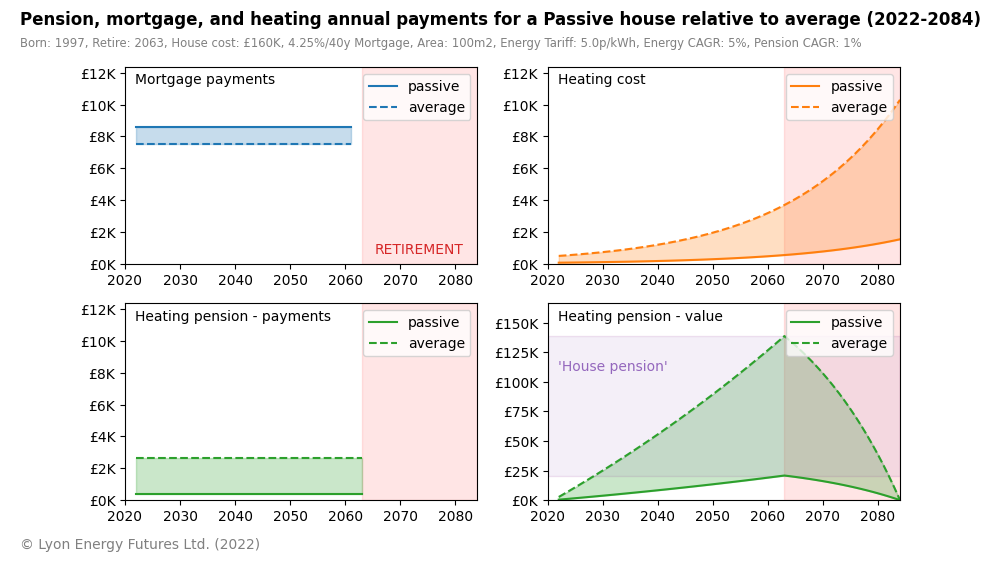 Pension, mortgage, and heating annual payments for a Passive house relative to average (2022-2084)
Born: 1997, Retire: 2063, House cost: £160K, 4.25%/40y Mortgage, Area: 100m2, Energy Tariff: 5.0p/kWh, Energy CAGR: 5%, Pension CAGR: 1%
Mortgage payments
passive
average
RETIREMENT
£12K
£10K
£8K
£6K
£4K
£2K
£0K
2020 2030 2040 2050 2060 2070 2080
Heating cost
passive
average
£12K
£10K
£8K
£6K
£4K
£2K
£0K
2020 2030 2040 2050 2060 2070 2080
Heating pension - payments
passive
average
£12K
£10K
£8K
£6K
£4K
£2K
£0K
2020 2030 2040 2050 2060 2070 2080
Heating pension - value
passive
average
'House pension'
£150K
£125K
£100K
£75K
£50K
£25K
£0K
2020 2030 2040 2050 2060 2070 2080
© Lyon Energy Futures Ltd. (2022)